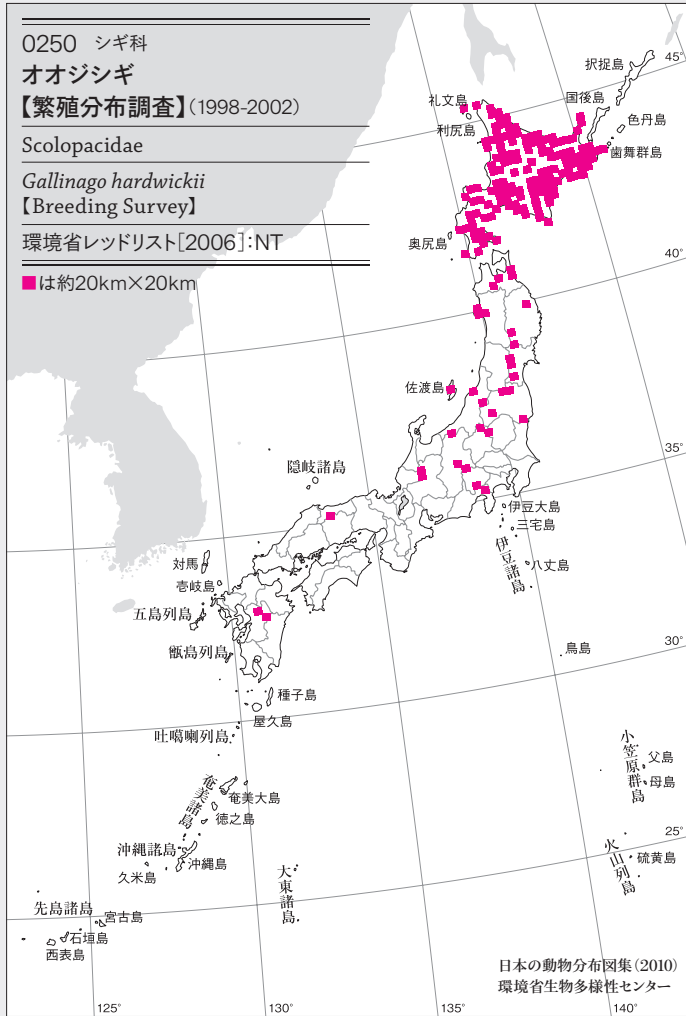 0250 シギ科
オオジシギ
【繁殖分布調査】(1998-2002)
Scolopacidae
Gallinago hardwickii
【Breeding Survey】
環境省レッドリスト[2006]:NT
■は約20km×20km
45°
択捉島
国後島
礼文島
色丹島
利尻島
歯舞群島
奥尻島
40°
佐渡島
35°
隠岐諸島
伊豆大島
三宅島
伊豆諸島
八丈島
対馬
壱岐島
五島列島
甑島列島
30°
鳥島
種子島
屋久島
吐噶喇列島
小笠原群島
父島
母島
奄美諸島
奄美大島
徳之島
25°
沖縄諸島
沖縄島
久米島
火山列島
硫黄島
大東諸島
先島諸島
宮古島
石垣島
西表島
日本の動物分布図集(2010)
環境省生物多様性センター
125°
130°
135°
140°